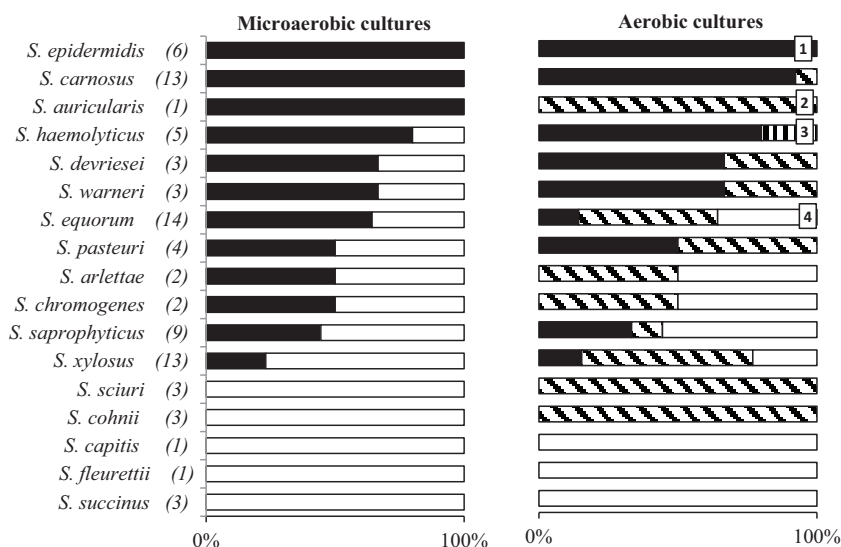 Microaerobic cultures Aerobic cultures
S. epidermidis (6) 1
S. carnosus (13)
S. auricularis (1) 2
S. haemolyticus (5) 3
S. devriesei (3)
S. warneri (3)
S. equorum (14) 4
S. pasteuri (4)
S. arlettae (2)
S. chromogenes (2)
S. saprophyticus (9)
S. xylosus (13)
S. sciuri (3)
S. cohnii (3)
S. capitis (1)
S. fleurettii (1)
S. succinus (3)
0% 100% 0% 100%